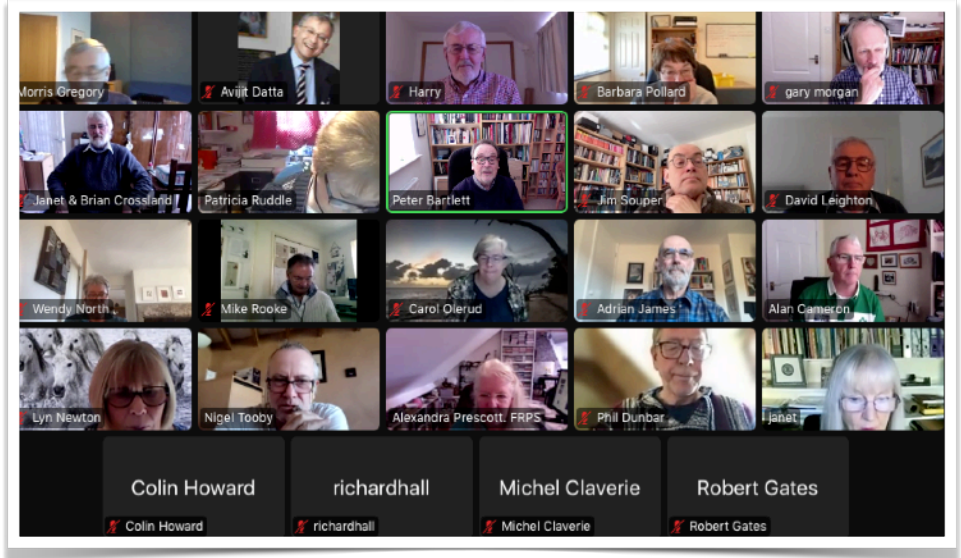 Morris Gregory
Avijit Datta
Harry
Barbara Pollard
gary morgan
Janet & Brian Crossland
Patricia Ruddle
Peter Bartlett
Jim Souper
David Leighton
Wendy North
Mike Rooke
Carol Olerud
Adrian James
Alan Cameron
Lyn Newton
Nigel Tooby
Alexandra Prescott. FRPS
Phil Dunbar
janet
Colin Howard
richardhall
Michel Claverie
Robert Gates
Colin Howard
richardhall
Michel Claverie
Robert Gates